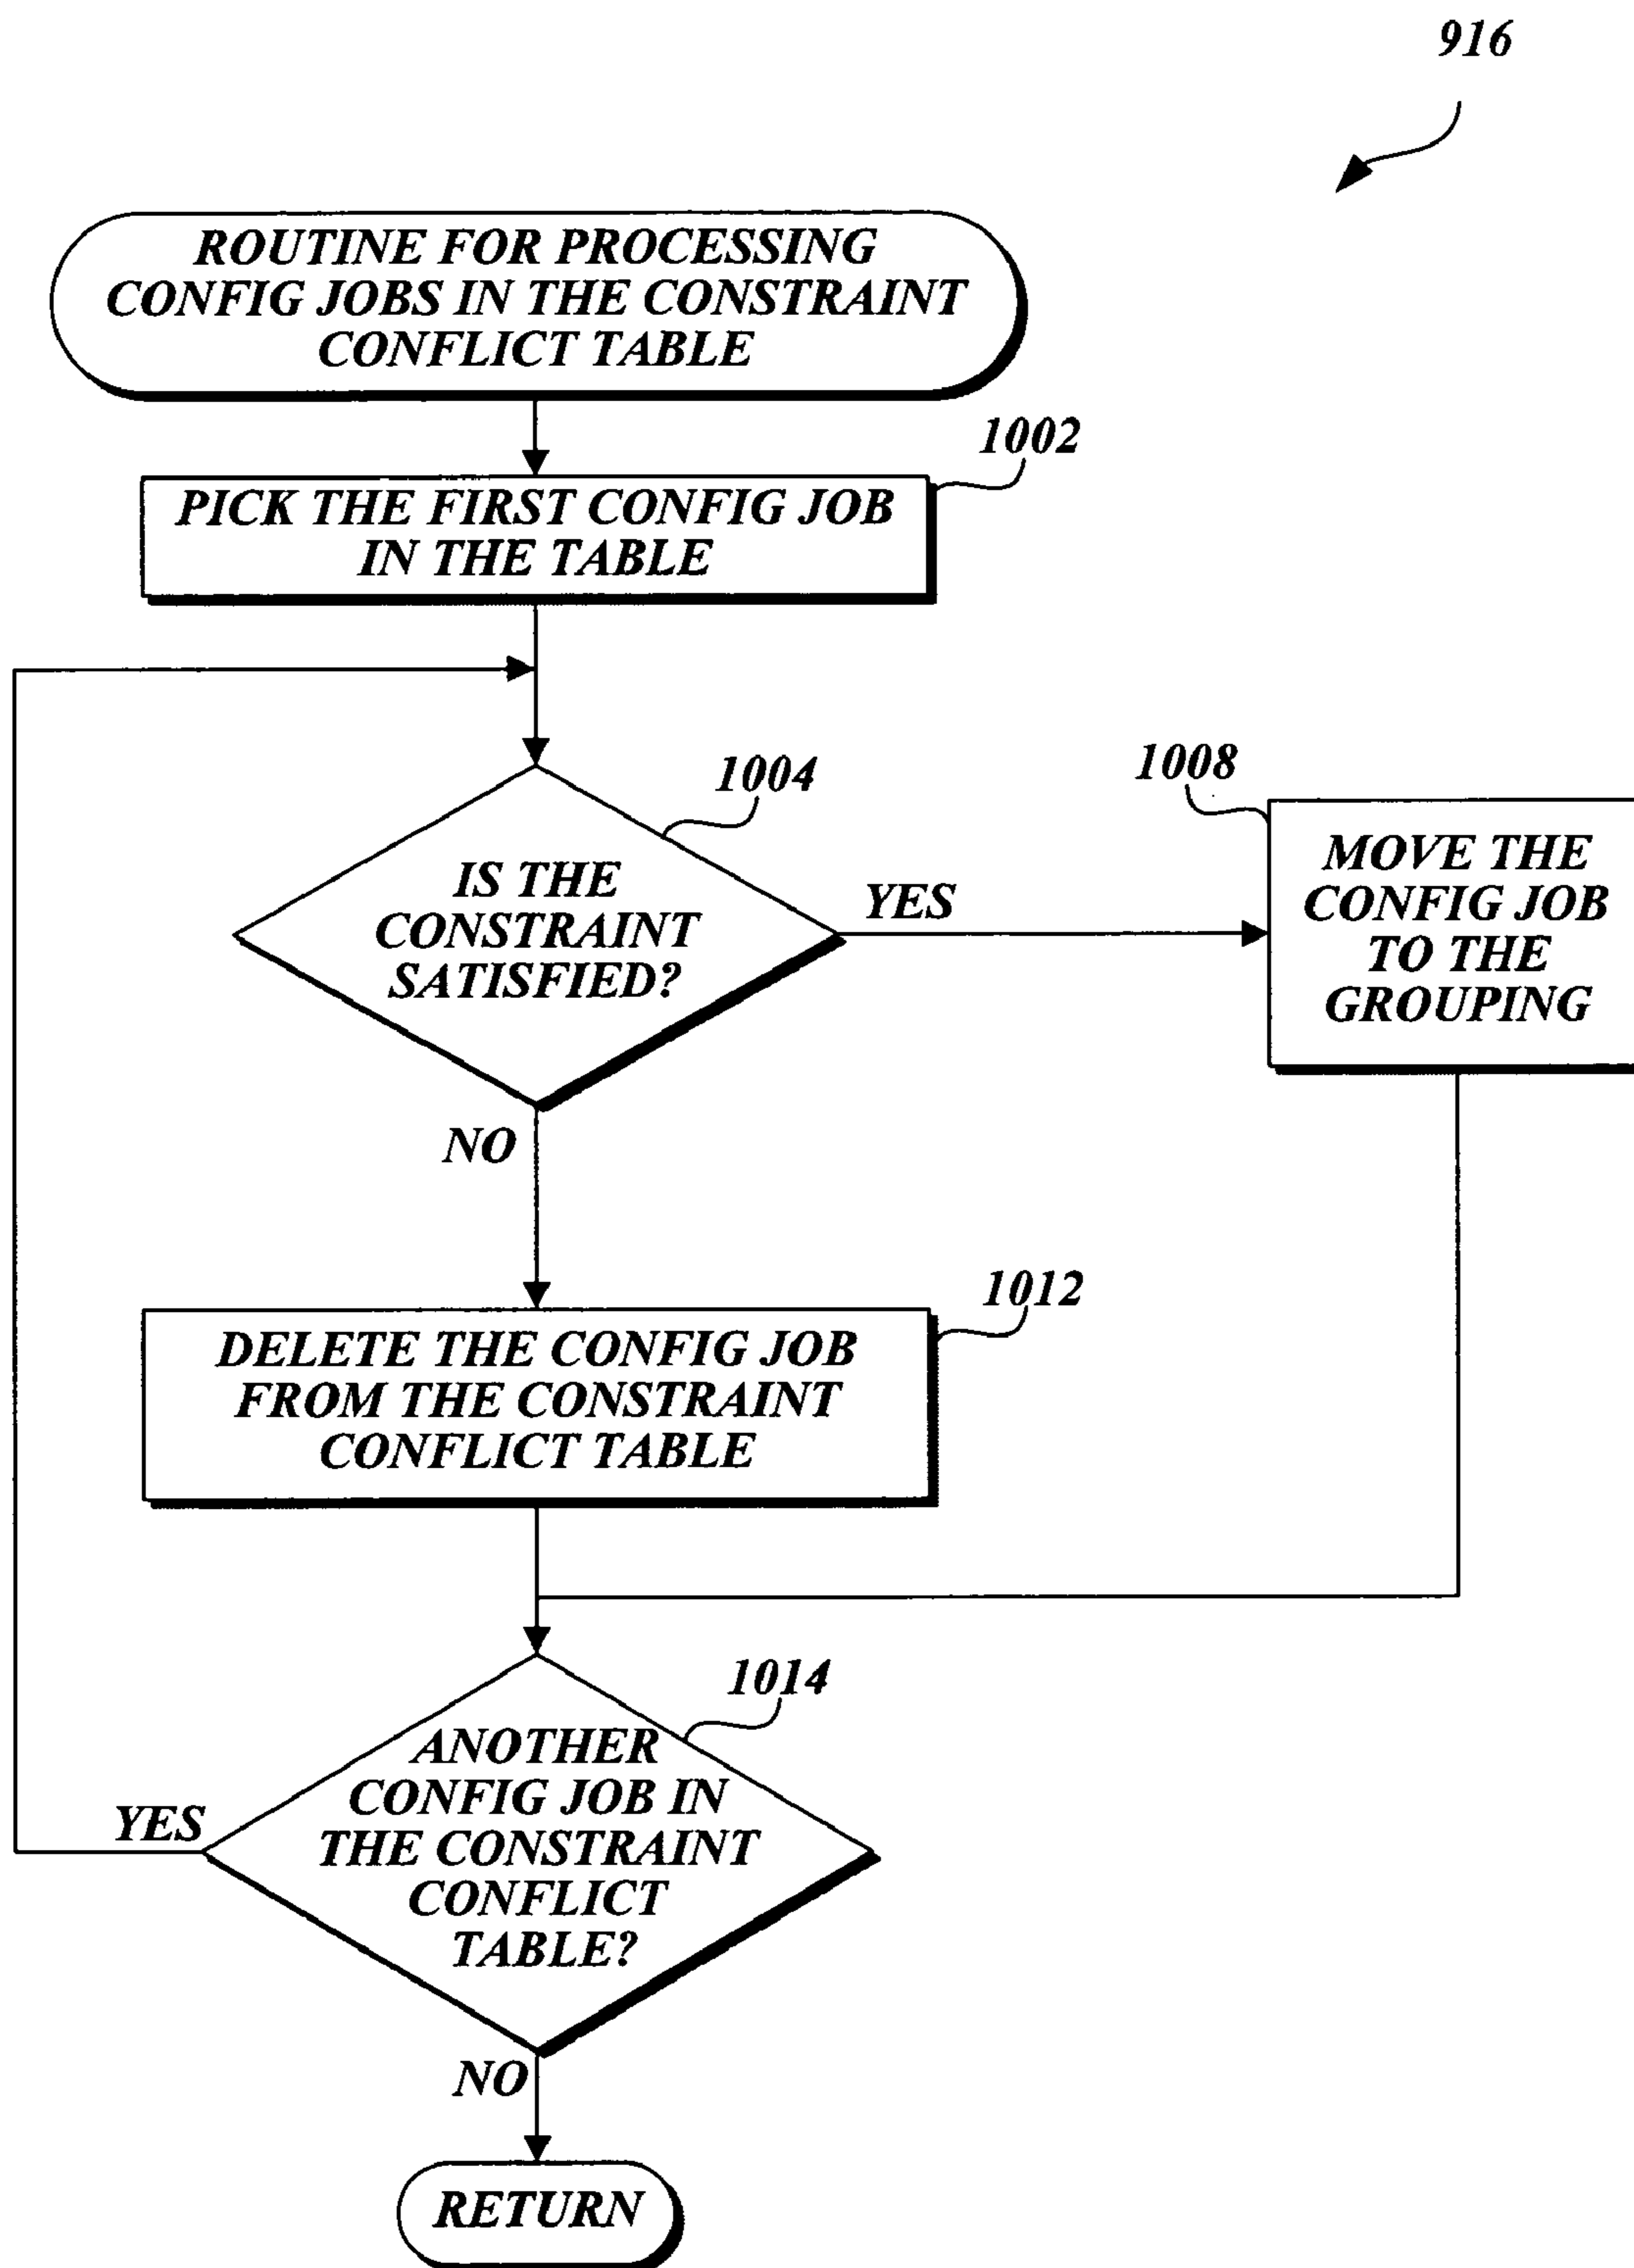 916
ROUTINE FOR PROCESSING
CONFIG JOBS IN THE CONSTRAINT
CONFLICT TABLE
1002
PICK THE FIRST CONFIG JOB
IN THE TABLE
1004
IS THE
CONSTRAINT
SATISFIED?
YES
1008
MOVE THE
CONFIG JOB
TO THE
GROUPING
NO
1012
DELETE THE CONFIG JOB
FROM THE CONSTRAINT
CONFLICT TABLE
1014
ANOTHER
CONFIG JOB IN
THE CONSTRAINT
CONFLICT
TABLE?
YES
NO
RETURN